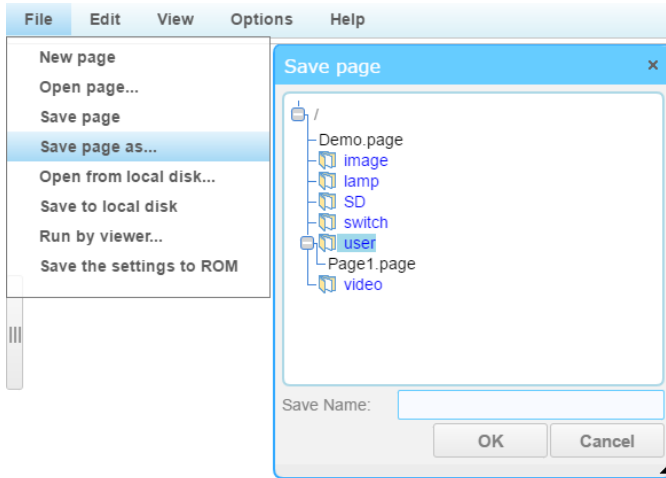 File Edit View Options Help
New page
Open page...
Save page
Save page as...
Open from local disk...
Save to local disk
Run by viewer...
Save the settings to ROM
Save page ×
/
Demo.page
image
lamp
SD
switch
user
Page1.page
video
Save Name:
OK Cancel